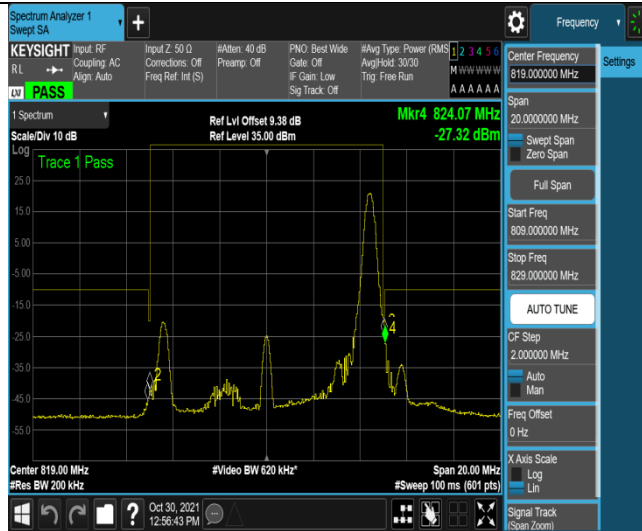 Spectrum Analyzer 1
Swept SA
Frequency
KEYSIGHT
Input: RF
Coupling: AC
Align: Auto
Input Z: 50 Ω
Corrections: Off
Freq Ref: Int (S)
#Atten: 40 dB
Preamp: Off
PNO: Best Wide
Gate: Off
IF Gain: Low
Sig Track: Off
#Avg Type: Power (RMS
Avg|Hold: 30/30
Trig: Free Run
1 2 3 4 5 6
M W W W W W
A A A A A A
R L
LXI
PASS
1 Spectrum
Scale/Div 10 dB
Ref Lvl Offset 9.38 dB
Ref Level 35.00 dBm
Mkr4 824.07 MHz
-27.32 dBm
Log
Trace 1 Pass
25.0
15.0
5.00
-5.00
-15.0
-25.0
-35.0
-45.0
-55.0
2
4
Center 819.00 MHz
#Res BW 200 kHz
#Video BW 620 kHz*
Span 20.00 MHz
#Sweep 100 ms (601 pts)
Center Frequency
819.000000 MHz
Settings
Span
20.0000000 MHz
Swept Span
Zero Span
Full Span
Start Freq
809.000000 MHz
Stop Freq
829.000000 MHz
AUTO TUNE
CF Step
2.000000 MHz
Auto
Man
Freq Offset
0 Hz
X Axis Scale
Log
Lin
Signal Track
(Span Zoom)
?
Oct 30, 2021
12:56:43 PM